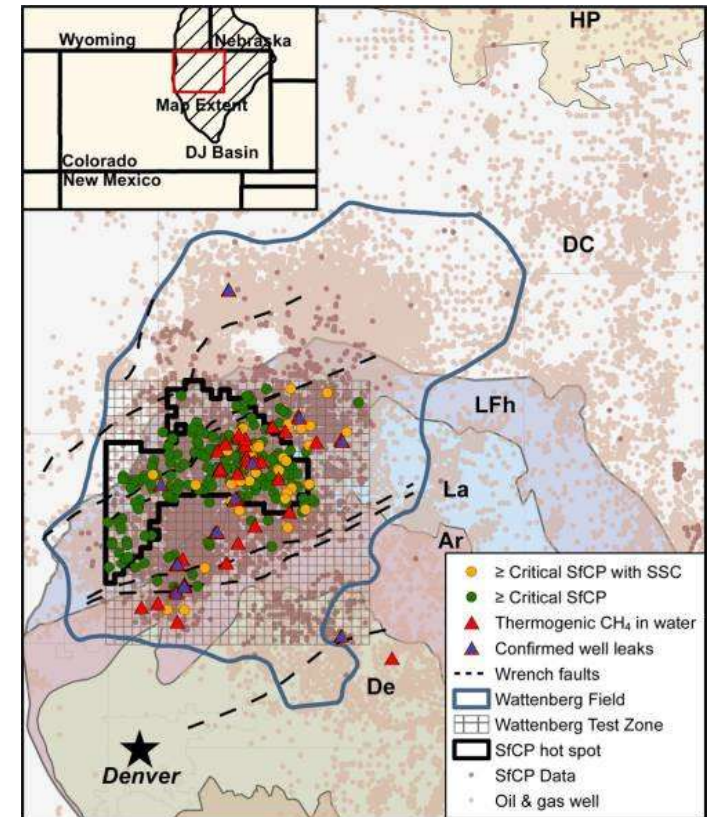 HP
Wyoming
Nebraska
Map Extent
DJ Basin
Colorado
New Mexico
DC
LFh
La
Ar
De
Denver
≥ Critical SfCP with SSC
≥ Critical SfCP
Thermogenic CH₄ in water
Confirmed well leaks
Wrench faults
Wattenberg Field
Wattenberg Test Zone
SfCP hot spot
SfCP Data
Oil & gas well